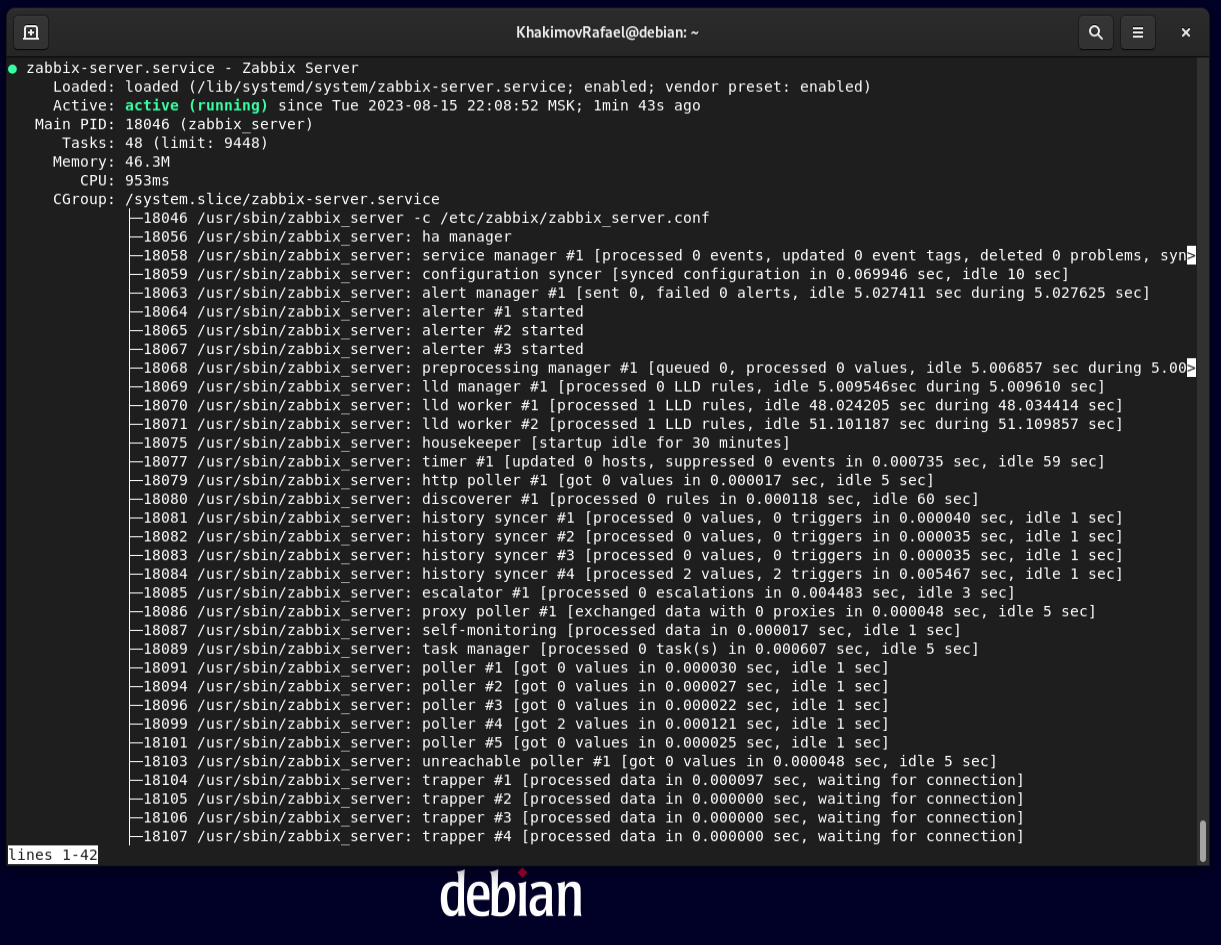 KhakimovRafael@debian: ~
● zabbix-server.service - Zabbix Server
     Loaded: loaded (/lib/systemd/system/zabbix-server.service; enabled; vendor preset: enabled)
     Active: active (running) since Tue 2023-08-15 22:08:52 MSK; 1min 43s ago
   Main PID: 18046 (zabbix_server)
      Tasks: 48 (limit: 9448)
     Memory: 46.3M
        CPU: 953ms
     CGroup: /system.slice/zabbix-server.service
             ├─18046 /usr/sbin/zabbix_server -c /etc/zabbix/zabbix_server.conf
             ├─18056 /usr/sbin/zabbix_server: ha manager
             ├─18058 /usr/sbin/zabbix_server: service manager #1 [processed 0 events, updated 0 event tags, deleted 0 problems, syn>
             ├─18059 /usr/sbin/zabbix_server: configuration syncer [synced configuration in 0.069946 sec, idle 10 sec]
             ├─18063 /usr/sbin/zabbix_server: alert manager #1 [sent 0, failed 0 alerts, idle 5.027411 sec during 5.027625 sec]
             ├─18064 /usr/sbin/zabbix_server: alerter #1 started
             ├─18065 /usr/sbin/zabbix_server: alerter #2 started
             ├─18067 /usr/sbin/zabbix_server: alerter #3 started
             ├─18068 /usr/sbin/zabbix_server: preprocessing manager #1 [queued 0, processed 0 values, idle 5.006857 sec during 5.00>
             ├─18069 /usr/sbin/zabbix_server: lld manager #1 [processed 0 LLD rules, idle 5.009546sec during 5.009610 sec]
             ├─18070 /usr/sbin/zabbix_server: lld worker #1 [processed 1 LLD rules, idle 48.024205 sec during 48.034414 sec]
             ├─18071 /usr/sbin/zabbix_server: lld worker #2 [processed 1 LLD rules, idle 51.101187 sec during 51.109857 sec]
             ├─18075 /usr/sbin/zabbix_server: housekeeper [startup idle for 30 minutes]
             ├─18077 /usr/sbin/zabbix_server: timer #1 [updated 0 hosts, suppressed 0 events in 0.000735 sec, idle 59 sec]
             ├─18079 /usr/sbin/zabbix_server: http poller #1 [got 0 values in 0.000017 sec, idle 5 sec]
             ├─18080 /usr/sbin/zabbix_server: discoverer #1 [processed 0 rules in 0.000118 sec, idle 60 sec]
             ├─18081 /usr/sbin/zabbix_server: history syncer #1 [processed 0 values, 0 triggers in 0.000040 sec, idle 1 sec]
             ├─18082 /usr/sbin/zabbix_server: history syncer #2 [processed 0 values, 0 triggers in 0.000035 sec, idle 1 sec]
             ├─18083 /usr/sbin/zabbix_server: history syncer #3 [processed 0 values, 0 triggers in 0.000035 sec, idle 1 sec]
             ├─18084 /usr/sbin/zabbix_server: history syncer #4 [processed 2 values, 2 triggers in 0.005467 sec, idle 1 sec]
             ├─18085 /usr/sbin/zabbix_server: escalator #1 [processed 0 escalations in 0.004483 sec, idle 3 sec]
             ├─18086 /usr/sbin/zabbix_server: proxy poller #1 [exchanged data with 0 proxies in 0.000048 sec, idle 5 sec]
             ├─18087 /usr/sbin/zabbix_server: self-monitoring [processed data in 0.000017 sec, idle 1 sec]
             ├─18089 /usr/sbin/zabbix_server: task manager [processed 0 task(s) in 0.000607 sec, idle 5 sec]
             ├─18091 /usr/sbin/zabbix_server: poller #1 [got 0 values in 0.000030 sec, idle 1 sec]
             ├─18094 /usr/sbin/zabbix_server: poller #2 [got 0 values in 0.000027 sec, idle 1 sec]
             ├─18096 /usr/sbin/zabbix_server: poller #3 [got 0 values in 0.000022 sec, idle 1 sec]
             ├─18099 /usr/sbin/zabbix_server: poller #4 [got 2 values in 0.000121 sec, idle 1 sec]
             ├─18101 /usr/sbin/zabbix_server: poller #5 [got 0 values in 0.000025 sec, idle 1 sec]
             ├─18103 /usr/sbin/zabbix_server: unreachable poller #1 [got 0 values in 0.000048 sec, idle 5 sec]
             ├─18104 /usr/sbin/zabbix_server: trapper #1 [processed data in 0.000097 sec, waiting for connection]
             ├─18105 /usr/sbin/zabbix_server: trapper #2 [processed data in 0.000000 sec, waiting for connection]
             ├─18106 /usr/sbin/zabbix_server: trapper #3 [processed data in 0.000000 sec, waiting for connection]
             ├─18107 /usr/sbin/zabbix_server: trapper #4 [processed data in 0.000000 sec, waiting for connection]
lines 1-42
debian